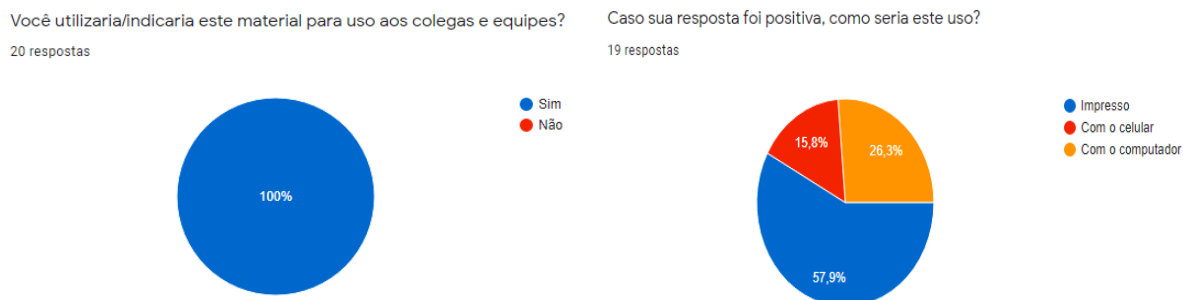 Você utilizaria/indicaria este material para uso aos colegas e equipes?
20 respostas
Sim
Não
100%
Caso sua resposta foi positiva, como seria este uso?
19 respostas
Impresso
Com o celular
Com o computador
15,8%
26,3%
57,9%